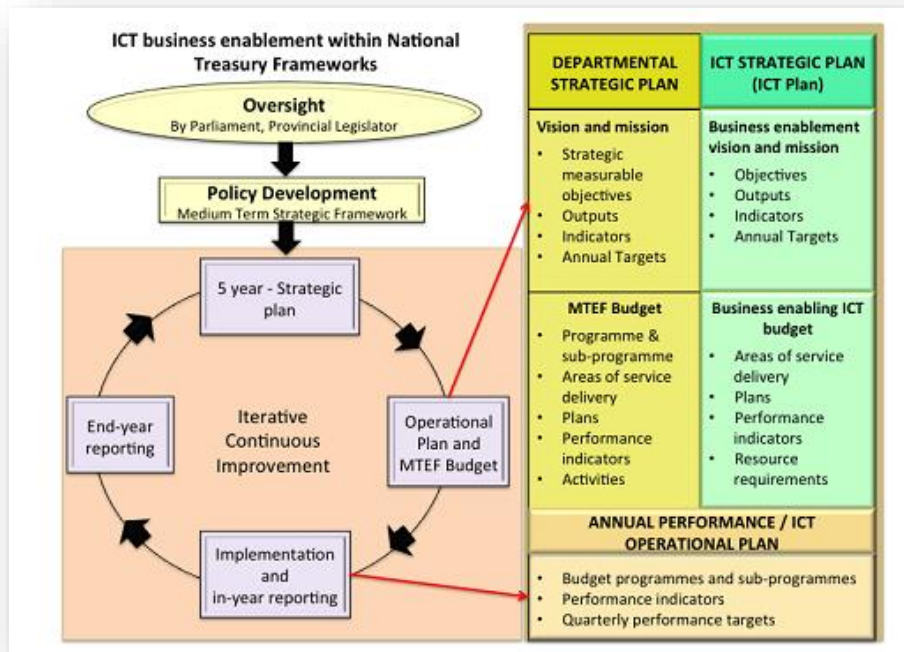 ICT business enablement within National
Treasury Frameworks
Oversight
By Parliament, Provincial Legislator
Policy Development
Medium Term Strategic Framework
5 year - Strategic
plan
Operational
Plan and
MTEF Budget
Implementation
and
in-year reporting
End-year
reporting
Iterative
Continuous
Improvement
DEPARTMENTAL
STRATEGIC PLAN
Vision and mission
• Strategic
measurable
objectives
• Outputs
• Indicators
• Annual Targets
ICT STRATEGIC PLAN
(ICT Plan)
Business enablement
vision and mission
• Objectives
• Outputs
• Indicators
• Annual Targets
MTEF Budget
• Programme &
sub-programme
• Areas of service
delivery
• Plans
• Performance
indicators
• Activities
Business enabling ICT
budget
• Areas of service
delivery
• Plans
• Performance
indicators
• Resource
requirements
ANNUAL PERFORMANCE / ICT
OPERATIONAL PLAN
• Budget programmes and sub-programmes
• Performance indicators
• Quarterly performance targets